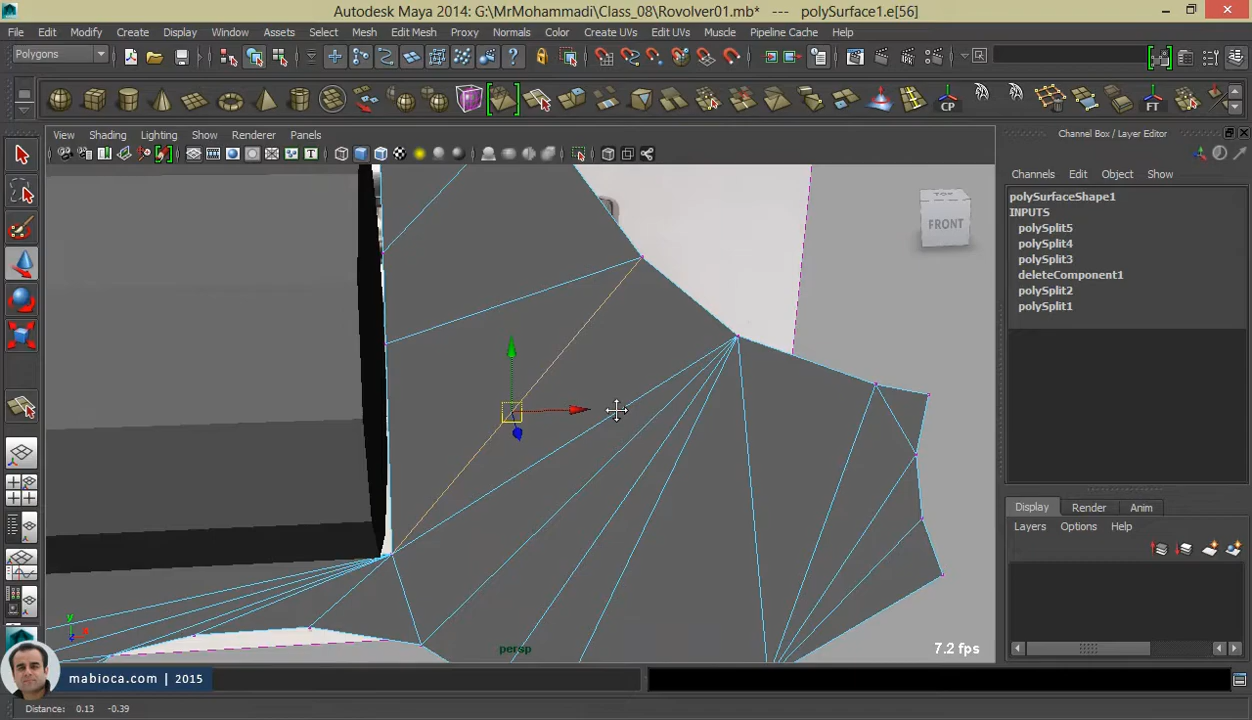 Autodesk Maya 2014: G:\MrMohammadi\Class_08\Rovolver01.mb*   ---   polySurface1.e[56]
File Edit Modify Create Display Window Assets Select Mesh Edit Mesh Proxy Normals Color Create UVs Edit UVs Muscle Pipeline Cache Help
Polygons
CP
FT
View Shading Lighting Show Renderer Panels
Channel Box / Layer Editor
Channels Edit Object Show
polySurfaceShape1
INPUTS
polySplit5
polySplit4
polySplit3
deleteComponent1
polySplit2
polySplit1
TOP
FRONT
Display Render Anim
Layers Options Help
y
z
persp
7.2 fps
mabioca.com | 2015
Distance: 0.13 -0.39